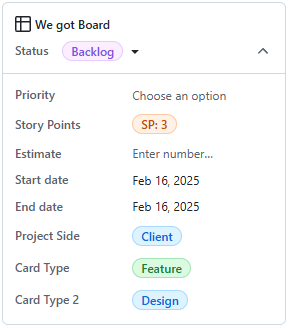 We got Board
Status Backlog
Priority Choose an option
Story Points SP: 3
Estimate Enter number...
Start date Feb 16, 2025
End date Feb 16, 2025
Project Side Client
Card Type Feature
Card Type 2 Design